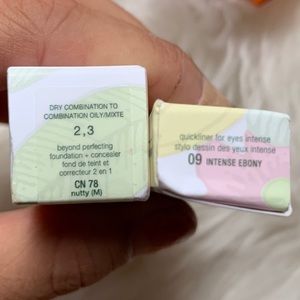 DRY COMBINATION TO
COMBINATION OILY/MIXTE
2,3
beyond perfecting
foundation + concealer
fond de teint et
correcteur 2 en 1
CN 78
nutty (M)
quickliner for eyes intense
stylo dessin des yeux intense
09 INTENSE EBONY